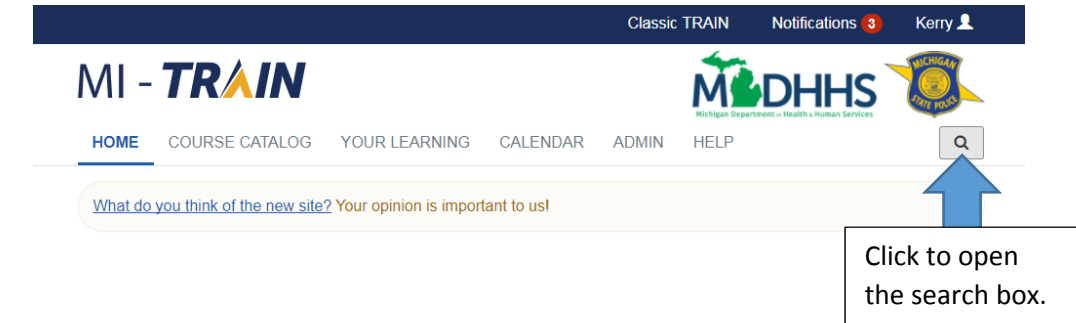 Classic TRAIN Notifications 3 Kerry
MI - TRAIN
MDHHS
Michigan Department of Health & Human Services
MICHIGAN
STATE POLICE
HOME COURSE CATALOG YOUR LEARNING CALENDAR ADMIN HELP
What do you think of the new site? Your opinion is important to us!
Click to open
the search box.